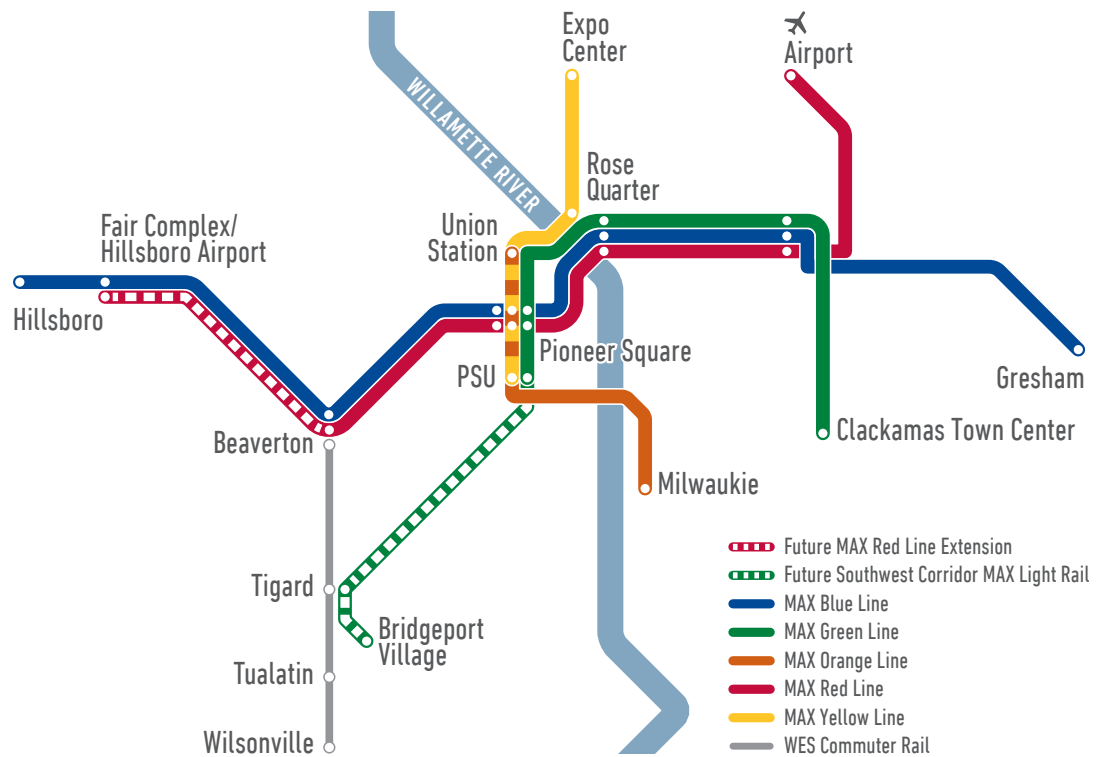 Expo
Center
Airport
WILLAMETTE RIVER
Rose
Quarter
Union
Station
Fair Complex/
Hillsboro Airport
Hillsboro
Pioneer Square
PSU
Gresham
Beaverton
Clackamas Town Center
Milwaukie
Tigard
Bridgeport
Village
Tualatin
Wilsonville
Future MAX Red Line Extension
Future Southwest Corridor MAX Light Rail
MAX Blue Line
MAX Green Line
MAX Orange Line
MAX Red Line
MAX Yellow Line
WES Commuter Rail